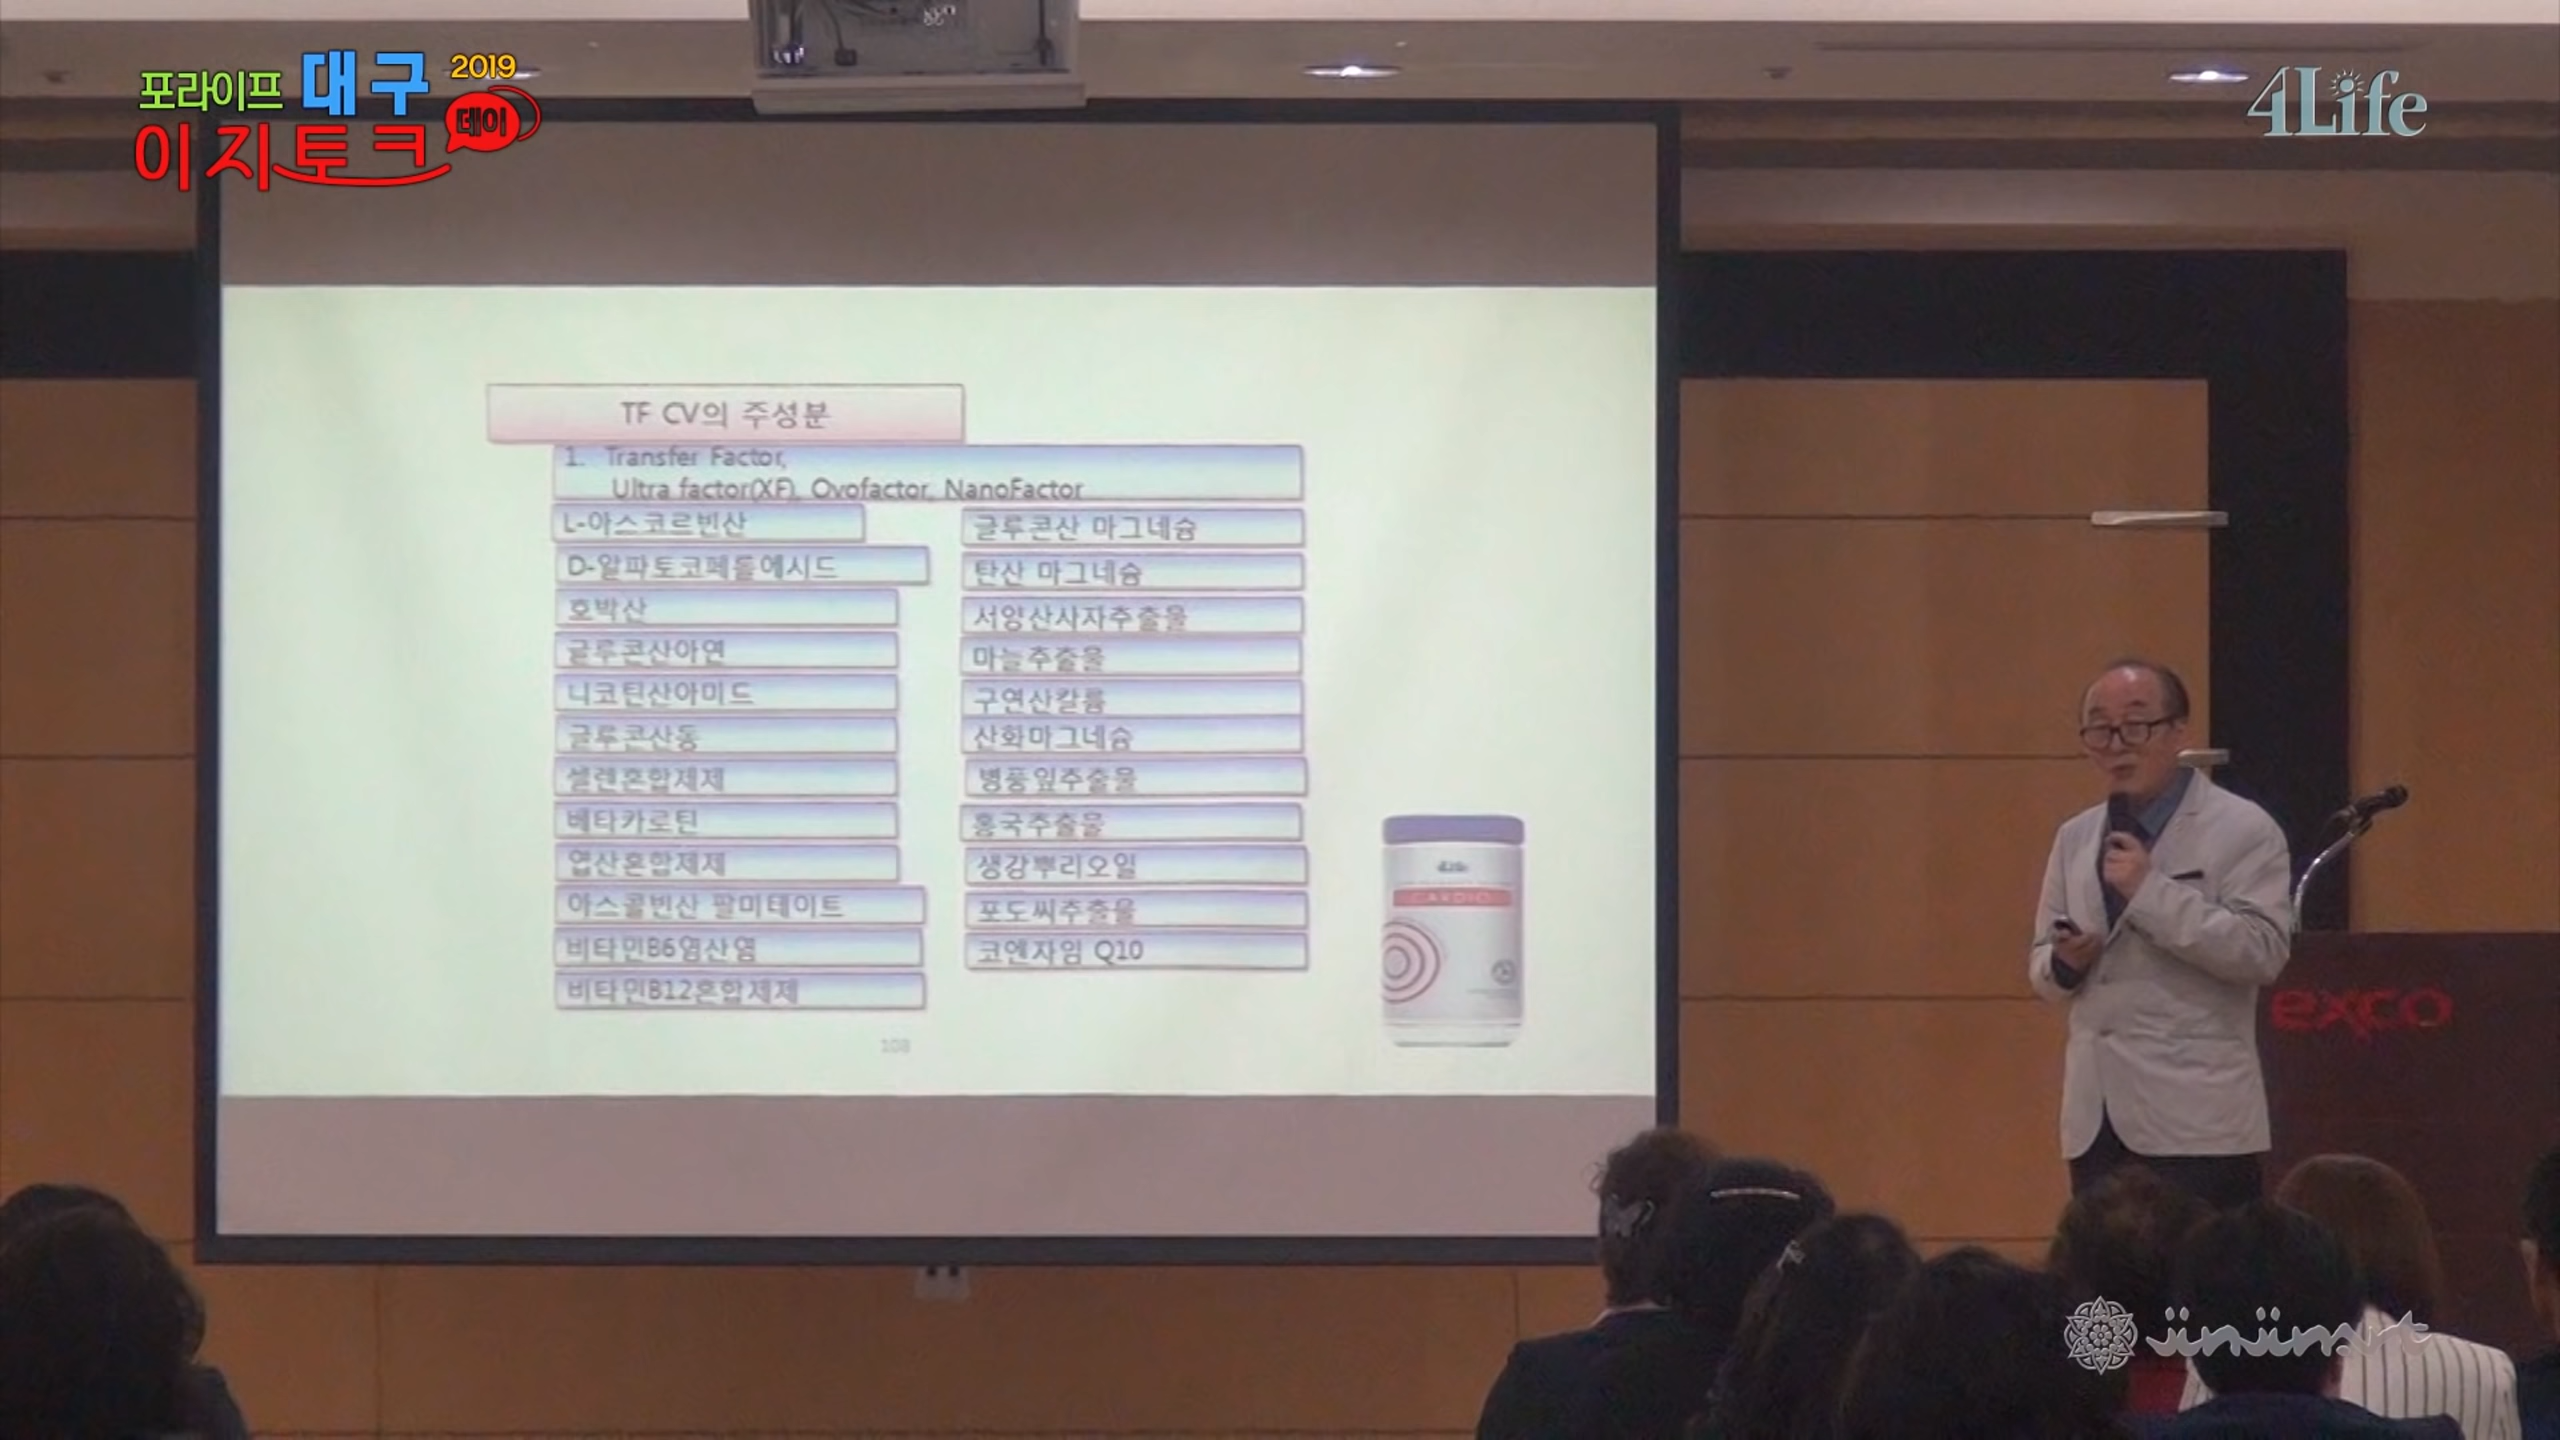 포라이프 대구 2019
이지토크 데이
4Life
TF CV의 주성분
1. Transfer Factor,
Ultra factor(XF), Ovofactor, NanoFactor
L-아스코르빈산
D-알파토코페롤에시드
호박산
글루콘산아연
니코틴산아미드
글루콘산동
셀렌혼합제제
베타카로틴
엽산혼합제제
아스콜빈산 팔미테이트
비타민B6염산염
비타민B12혼합제제
글루콘산 마그네슘
탄산 마그네슘
서양산사자추출물
마늘추출물
구연산칼륨
산화마그네슘
병풀잎추출물
홍국추출물
생강뿌리오일
포도씨추출물
코엔자임 Q10
108
4Life
CARDIO
exco
jinjimart